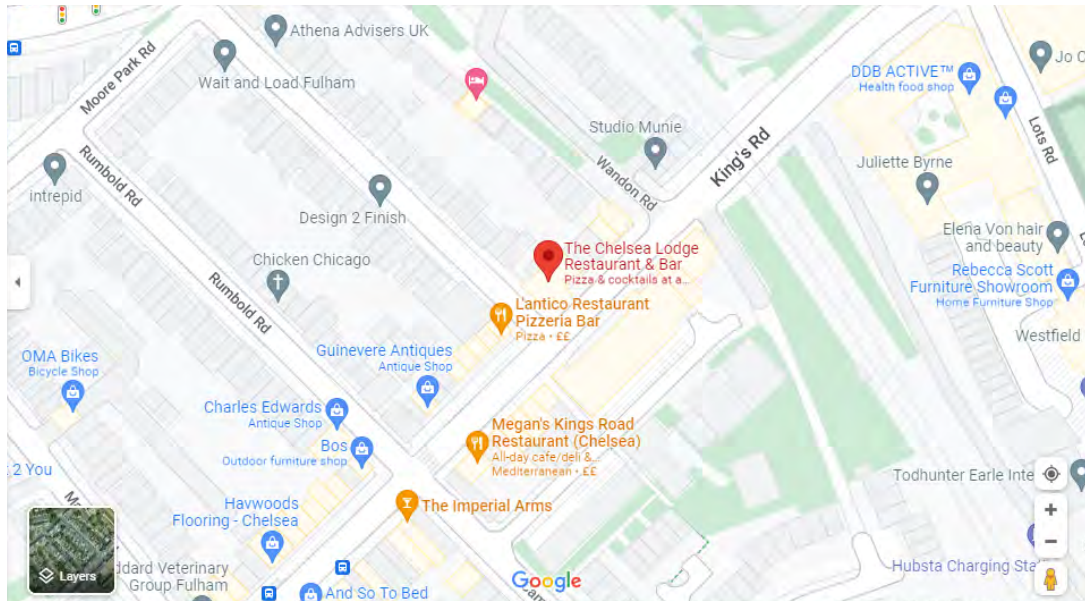 Athena Advisers UK
Moore Park Rd
Wait and Load Fulham
DDB ACTIVE™
Health food shop
Jo
Studio Munie
King's Rd
Lots Rd
Rumbold Rd
Wandon Rd
Juliette Byrne
intrepid
Design 2 Finish
Elena Von hair
and beauty
Chicken Chicago
The Chelsea Lodge
Restaurant & Bar
Pizza & cocktails at a...
Rumbold Rd
Rebecca Scott
Furniture Showroom
Home Furniture Shop
L'antico Restaurant
Pizzeria Bar
Pizza • ££
Westfield
OMA Bikes
Bicycle Shop
Guinevere Antiques
Antique Shop
Charles Edwards
Antique Shop
Megan's Kings Road
Restaurant (Chelsea)
All-day cafe/deli &...
Mediterranean • ££
Bos
Outdoor furniture shop
2 You
Todhunter Earle Inte
Havwoods
Flooring - Chelsea
The Imperial Arms
Layers
ddard Veterinary
Group Fulham
Google
And So To Bed
Hubsta Charging Sta